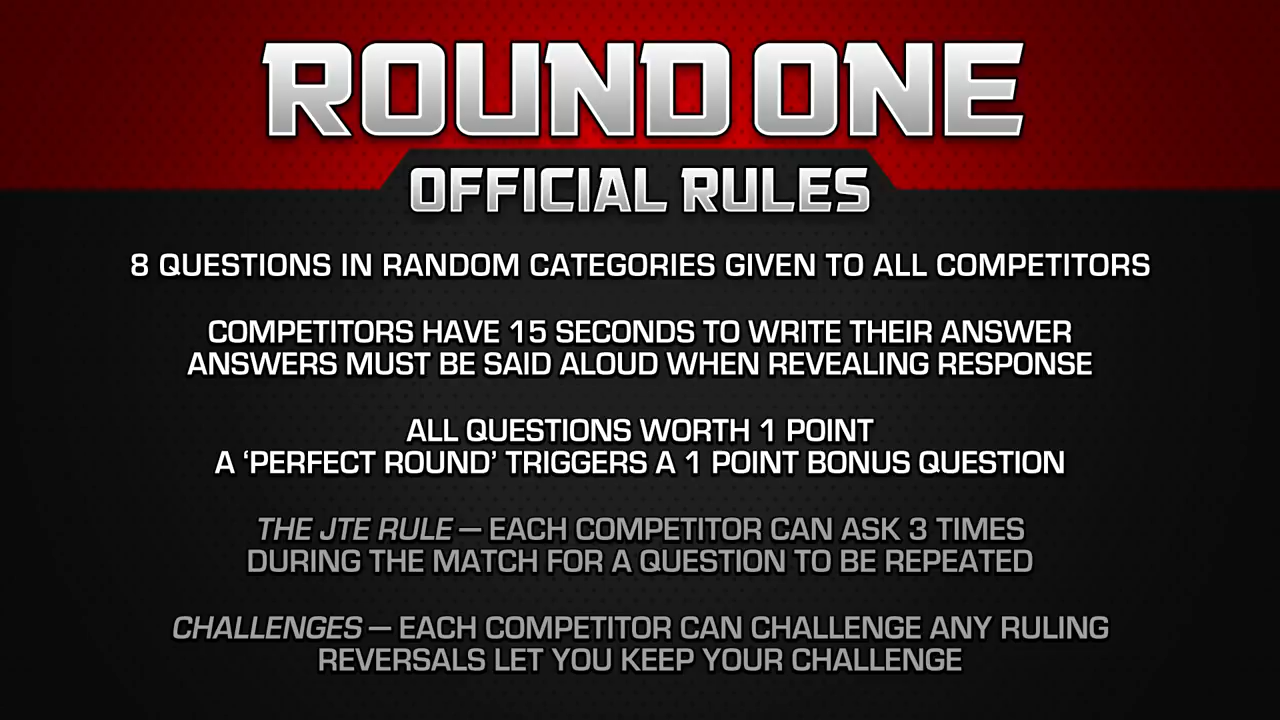 ROUND ONE
OFFICIAL RULES
8 QUESTIONS IN RANDOM CATEGORIES GIVEN TO ALL COMPETITORS
COMPETITORS HAVE 15 SECONDS TO WRITE THEIR ANSWER
ANSWERS MUST BE SAID ALOUD WHEN REVEALING RESPONSE
ALL QUESTIONS WORTH 1 POINT
A ‘PERFECT ROUND’ TRIGGERS A 1 POINT BONUS QUESTION
THE JTE RULE – EACH COMPETITOR CAN ASK 3 TIMES
DURING THE MATCH FOR A QUESTION TO BE REPEATED
CHALLENGES – EACH COMPETITOR CAN CHALLENGE ANY RULING
REVERSALS LET YOU KEEP YOUR CHALLENGE